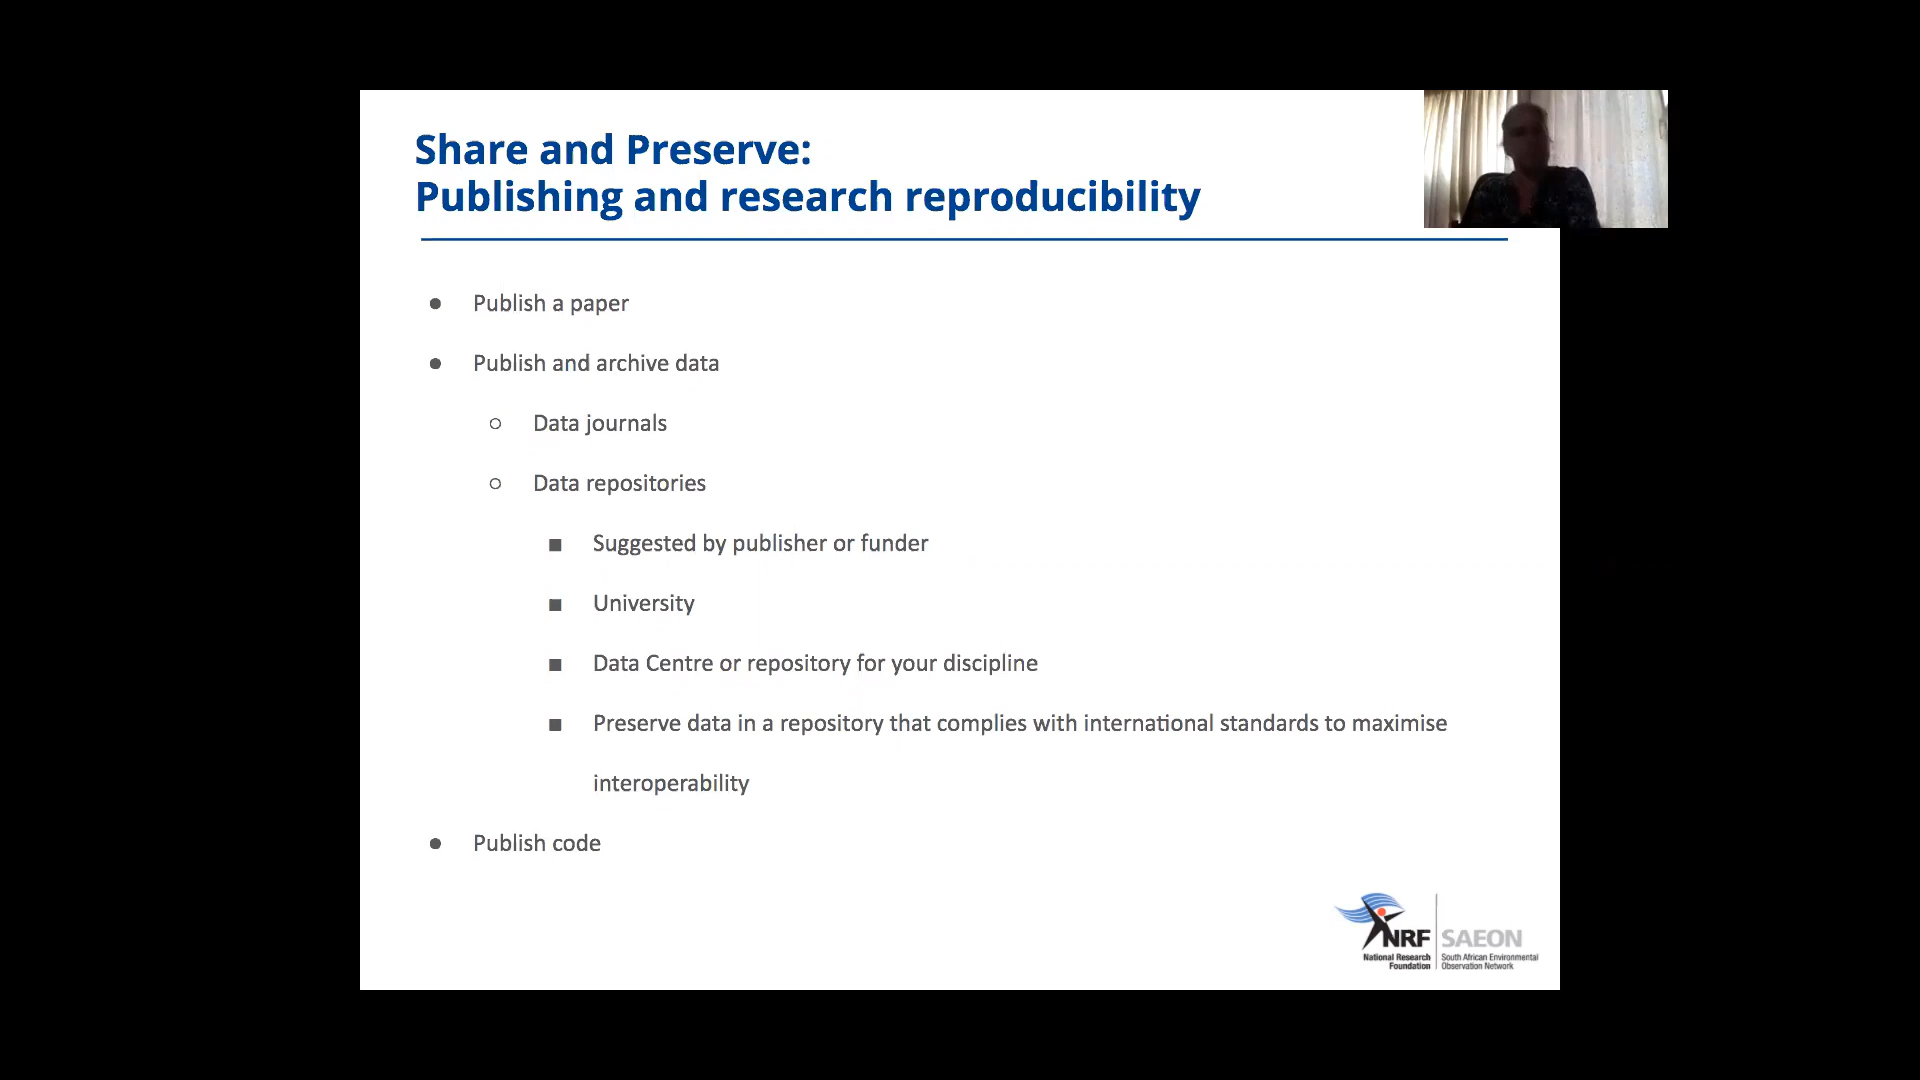 Share and Preserve:
Publishing and research reproducibility
● Publish a paper
● Publish and archive data
○ Data journals
○ Data repositories
■ Suggested by publisher or funder
■ University
■ Data Centre or repository for your discipline
■ Preserve data in a repository that complies with international standards to maximise
interoperability
● Publish code
NRF
National Research
Foundation
SAEON
South African Environmental
Observation Network